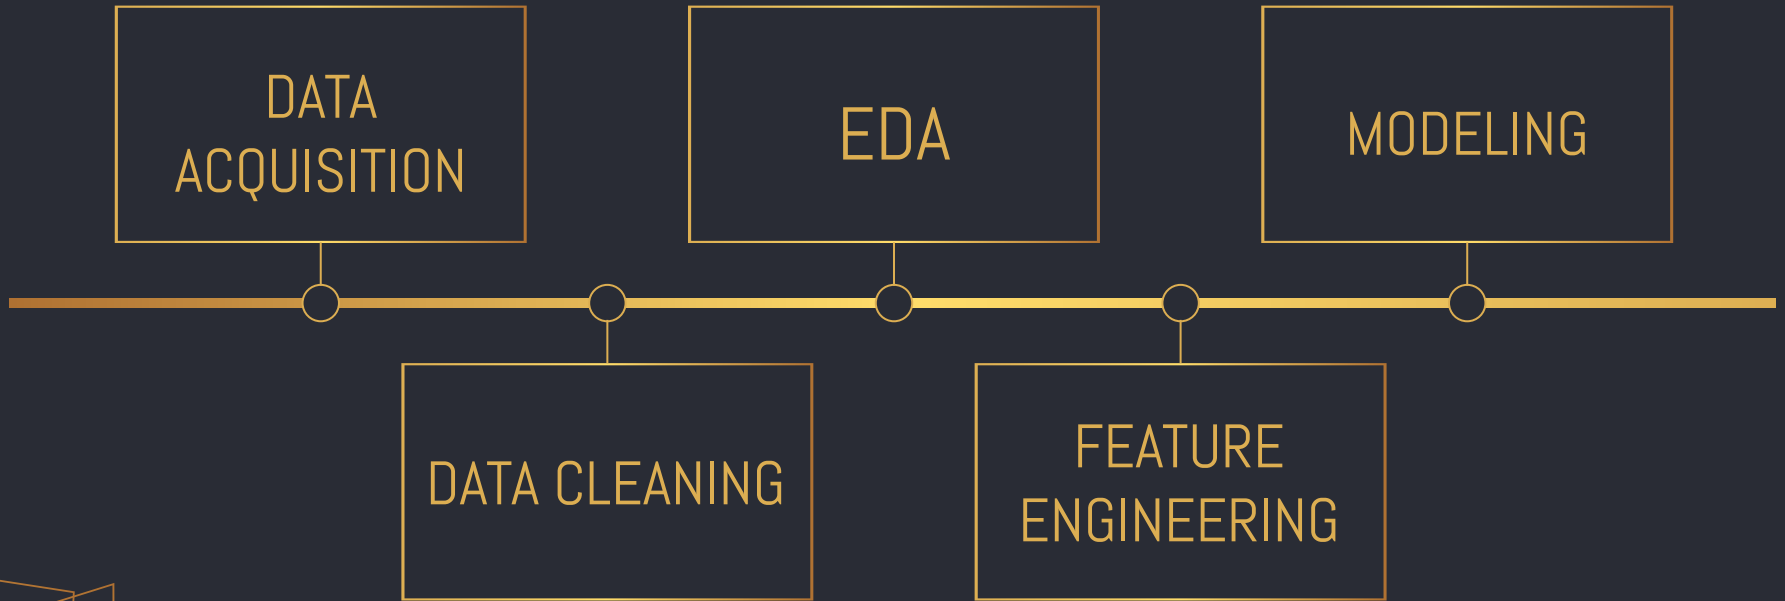 DATA
ACQUISITION
DATA CLEANING
EDA
FEATURE
ENGINEERING
MODELING